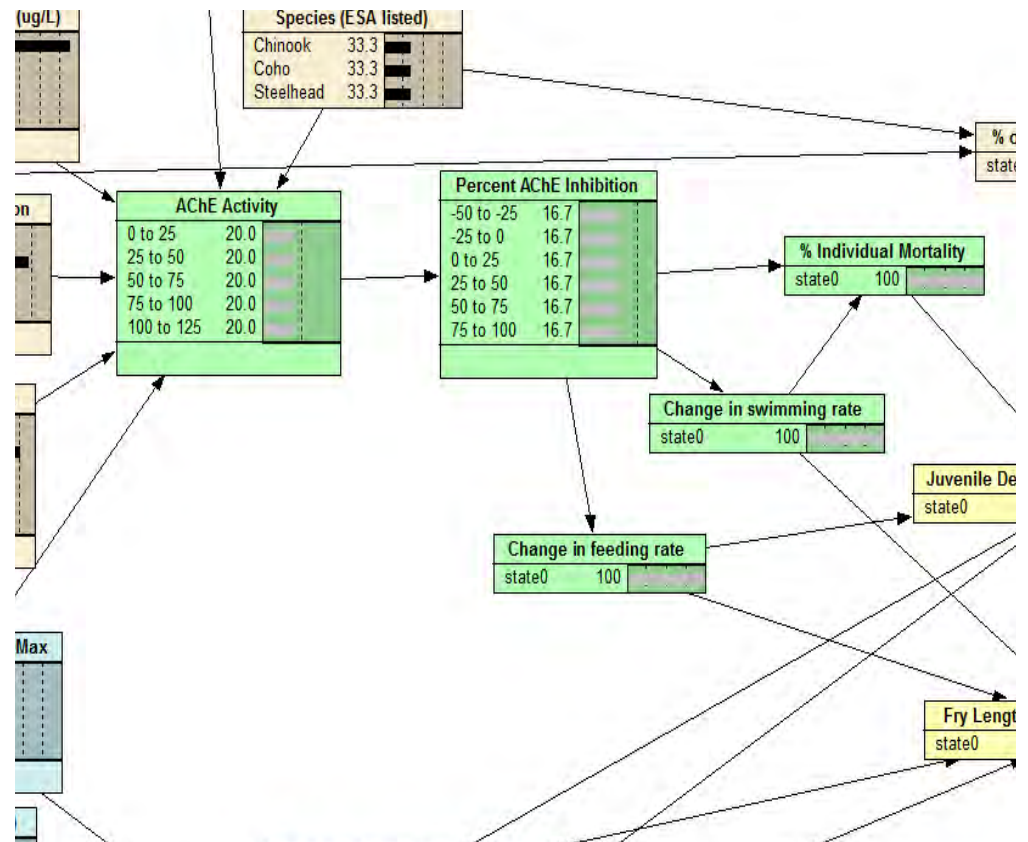 (ug/L)
Species (ESA listed)
Chinook 33.3
Coho 33.3
Steelhead 33.3
% o
state
on
AChE Activity
0 to 25 20.0
25 to 50 20.0
50 to 75 20.0
75 to 100 20.0
100 to 125 20.0
Percent AChE Inhibition
-50 to -25 16.7
-25 to 0 16.7
0 to 25 16.7
25 to 50 16.7
50 to 75 16.7
75 to 100 16.7
% Individual Mortality
state0 100
Change in swimming rate
state0 100
Juvenile De
state0
Change in feeding rate
state0 100
Max
Fry Lengt
state0
)